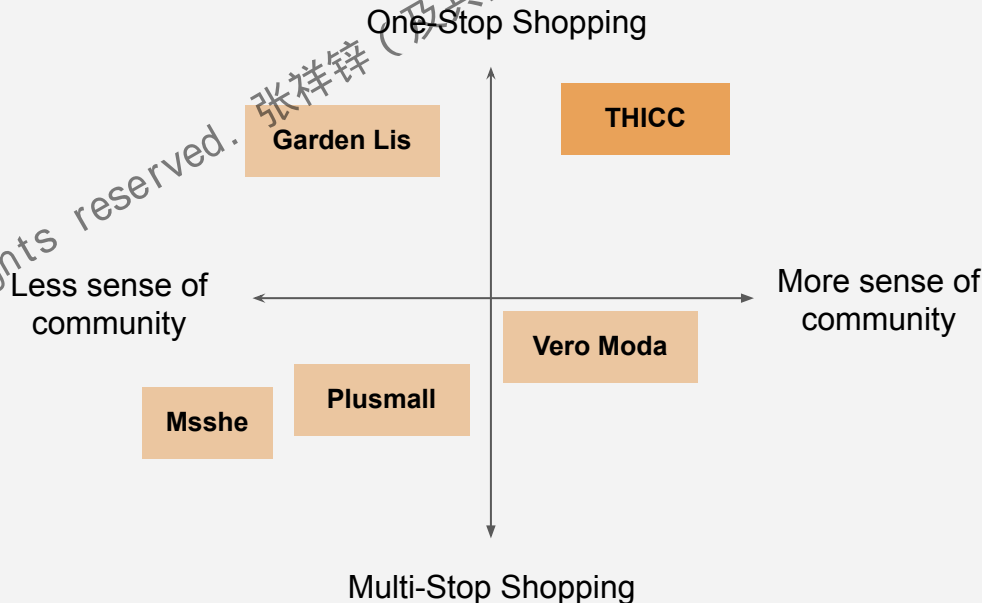 One-Stop Shopping
THICC
Garden Lis
Less sense of
community
More sense of
community
Vero Moda
Plusmall
Msshe
Multi-Stop Shopping
reserved. 张祥锌（及